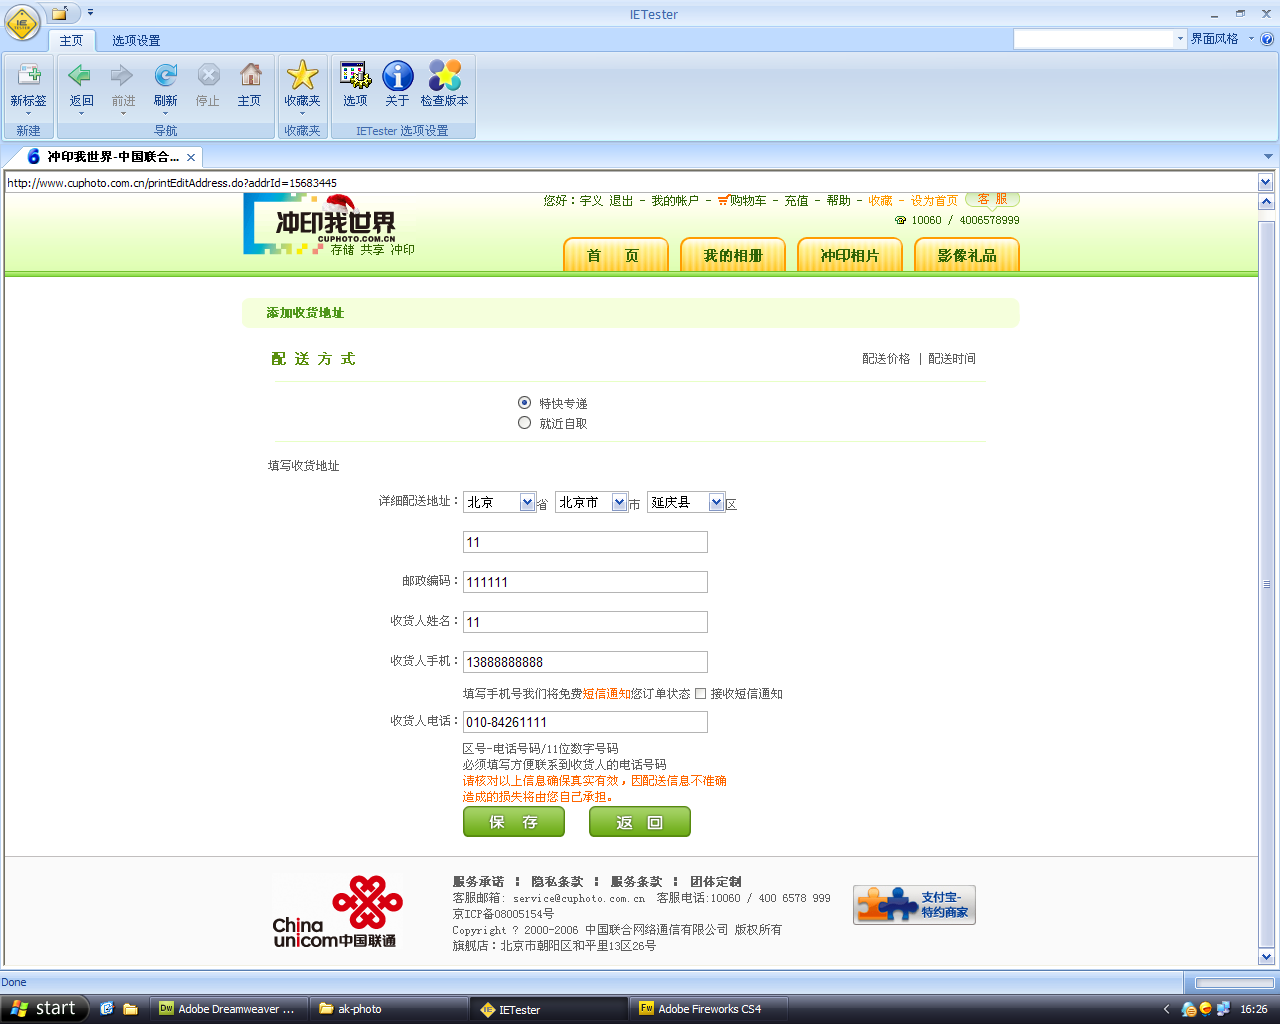 IETester
主页 选项设置
界面风格
新标签 返回 前进 刷新 停止 主页 收藏夹 选项 关于 检查版本
新建 导航 收藏夹 IETester 选项设置
6 冲印我世界-中国联合...
http://www.cuphoto.com.cn/printEditAddress.do?addrId=15683445
冲印我世界
CUPHOTO.COM.CN
存储 共享 冲印
您好：宇义 退出 - 我的帐户 - 购物车 - 充值 - 帮助 - 收藏 - 设为首页 客 服
10060 / 4006578999
首 页 我的相册 冲印相片 影像礼品
添加收货地址
配 送 方 式
配送价格 | 配送时间
特快专递
就近自取
填写收货地址
详细配送地址： 北京 省 北京市 市 延庆县 区
11
邮政编码： 111111
收货人姓名： 11
收货人手机： 13888888888
填写手机号我们将免费短信通知您订单状态 接收短信通知
收货人电话： 010-84261111
区号-电话号码/11位数字号码
必须填写方便联系到收货人的电话号码
请核对以上信息确保真实有效，因配送信息不准确
造成的损失将由您自己承担。
保 存 返 回
China unicom中国联通
服务承诺 ┇ 隐私条款 ┇ 服务条款 ┇ 团体定制
客服邮箱: service@cuphoto.com.cn 客服电话:10060 / 400 6578 999
京ICP备08005154号
Copyright ? 2000-2006 中国联合网络通信有限公司 版权所有
旗舰店：北京市朝阳区和平里13区26号
支付宝-
特约商家
Done
start Dw Adobe Dreamweaver ... ak-photo IETester Fw Adobe Fireworks CS4 16:26